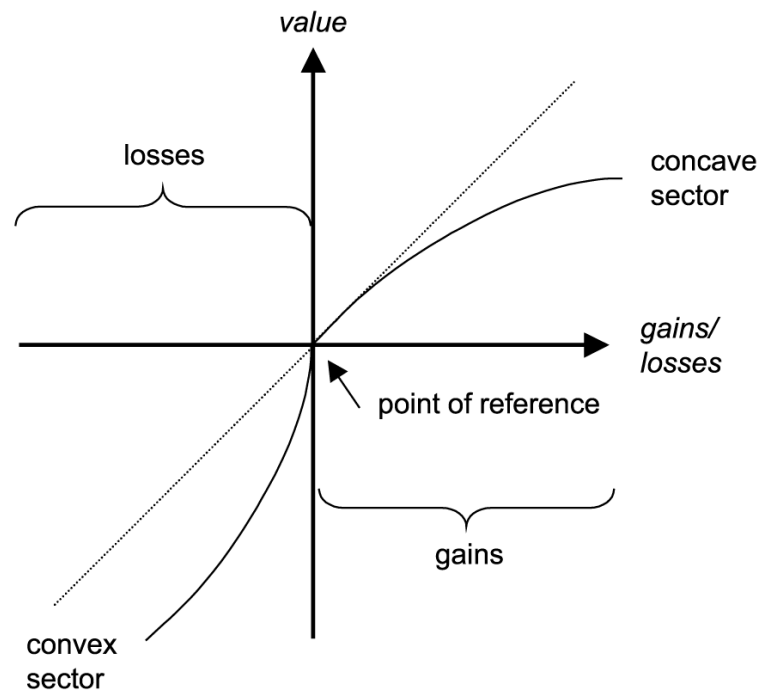 value
losses
concave
sector
gains/
losses
point of reference
gains
convex
sector